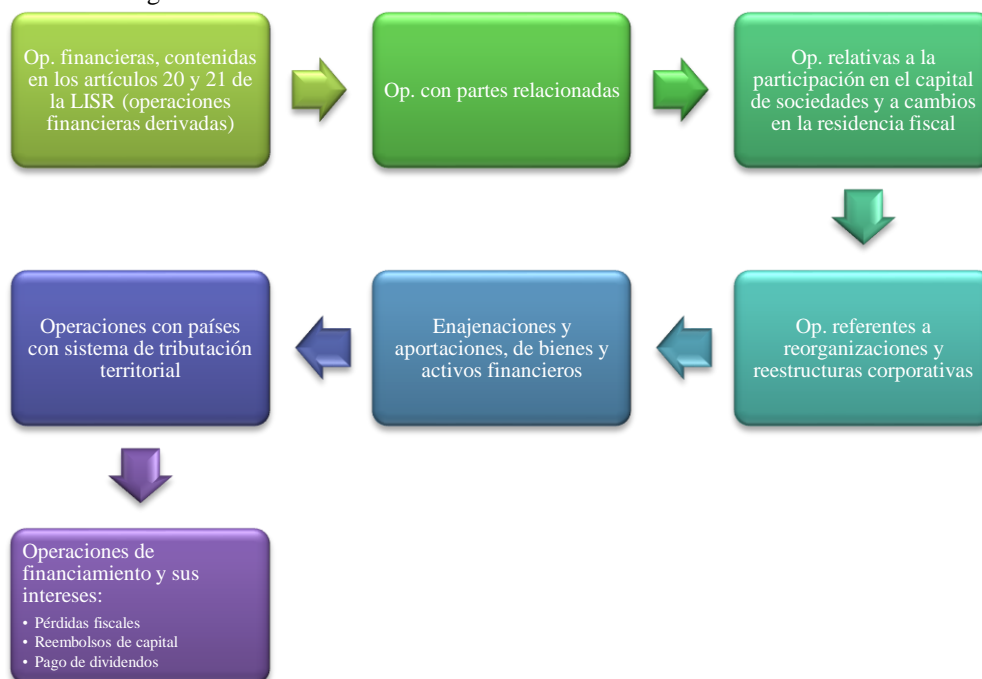 Op. financieras, contenidas
en los artículos 20 y 21 de
la LISR (operaciones
financieras derivadas)
Op. con partes relacionadas
Op. relativas a la
participación en el capital
de sociedades y a cambios
en la residencia fiscal
Op. referentes a
reorganizaciones y
reestructuras corporativas
Enajenaciones y
aportaciones, de bienes y
activos financieros
Operaciones con países
con sistema de tributación
territorial
Operaciones de
financiamiento y sus
intereses:
• Pérdidas fiscales
• Reembolsos de capital
• Pago de dividendos